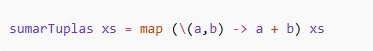 sumarTuplas xs = map (\(a,b) -> a + b) xs